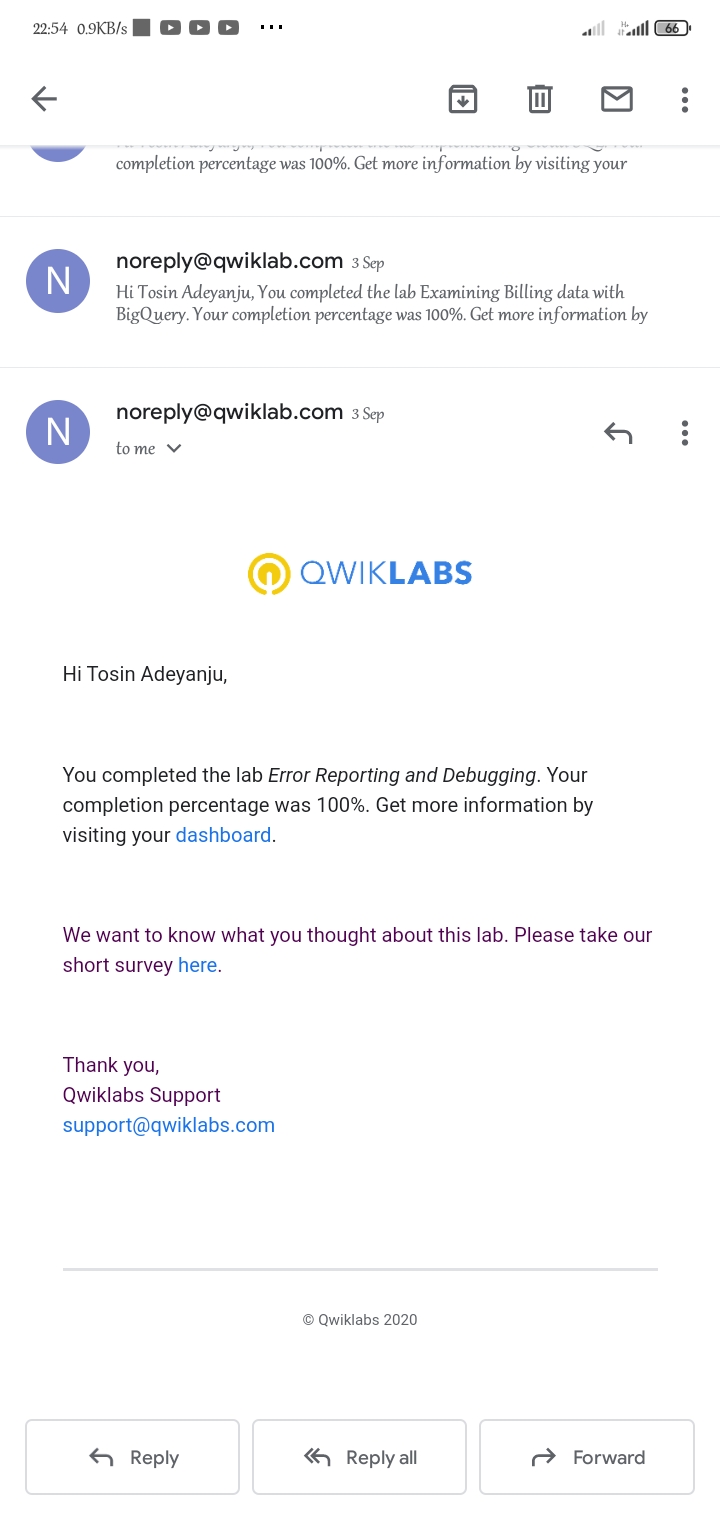 22:54 0.9KB/s
H+
66
completion percentage was 100%. Get more information by visiting your
N
noreply@qwiklab.com 3 Sep
Hi Tosin Adeyanju, You completed the lab Examining Billing data with
BigQuery. Your completion percentage was 100%. Get more information by
N
noreply@qwiklab.com 3 Sep
to me
QWIKLABS
Hi Tosin Adeyanju,
You completed the lab Error Reporting and Debugging. Your
completion percentage was 100%. Get more information by
visiting your dashboard.
We want to know what you thought about this lab. Please take our
short survey here.
Thank you,
Qwiklabs Support
support@qwiklabs.com
© Qwiklabs 2020
Reply
Reply all
Forward